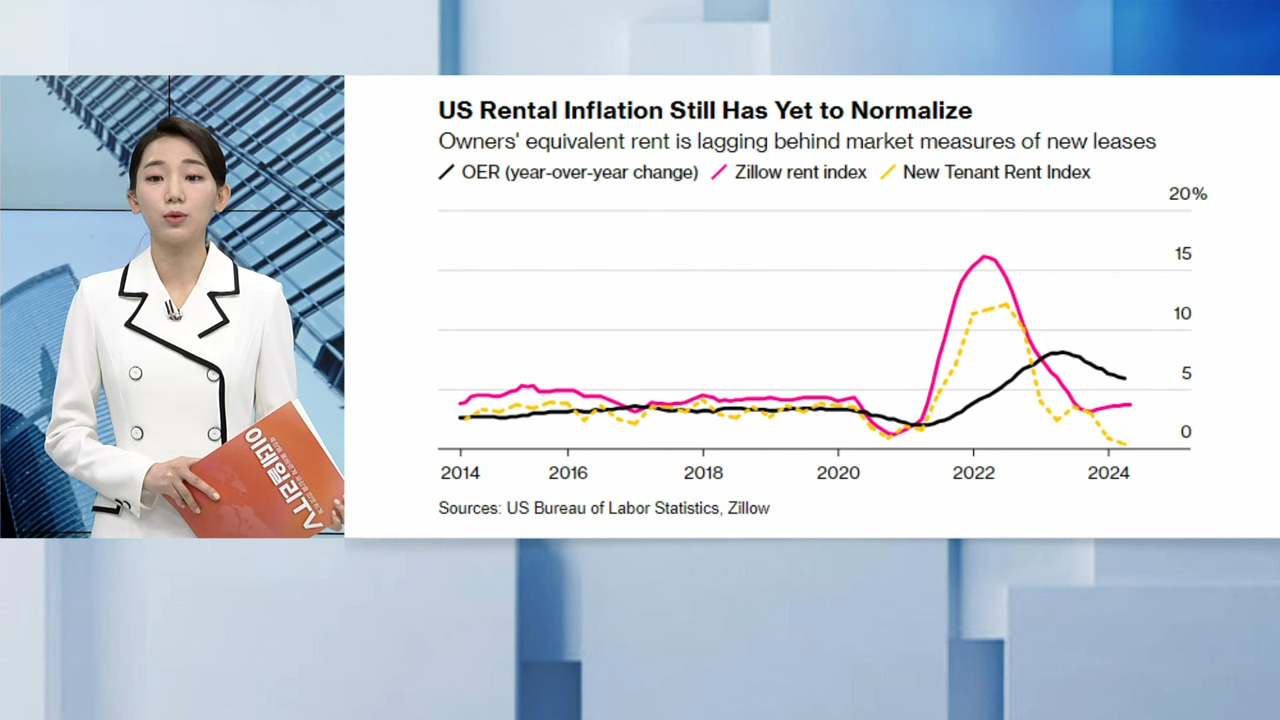 US Rental Inflation Still Has Yet to Normalize
Owners' equivalent rent is lagging behind market measures of new leases
OER (year-over-year change) Zillow rent index New Tenant Rent Index
20%
15
10
5
0
2014 2016 2018 2020 2022 2024
Sources: US Bureau of Labor Statistics, Zillow
이데일리TV